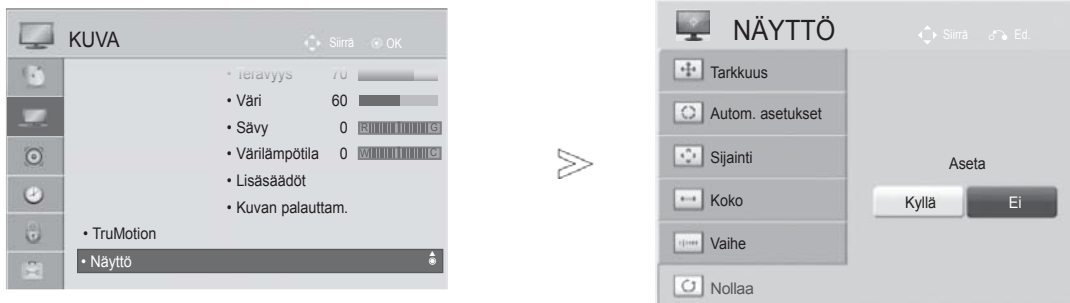 KUVA
Siirrä
OK
• Terävyys 70
• Väri 60
• Sävy 0 R G
• Värilämpötila 0 W C
• Lisäsäädöt
• Kuvan palauttam.
• TruMotion
• Näyttö
NÄYTTÖ
Siirrä
Ed.
Tarkkuus
Autom. asetukset
Sijainti
Koko
Vaihe
Nollaa
Aseta
Kyllä
Ei